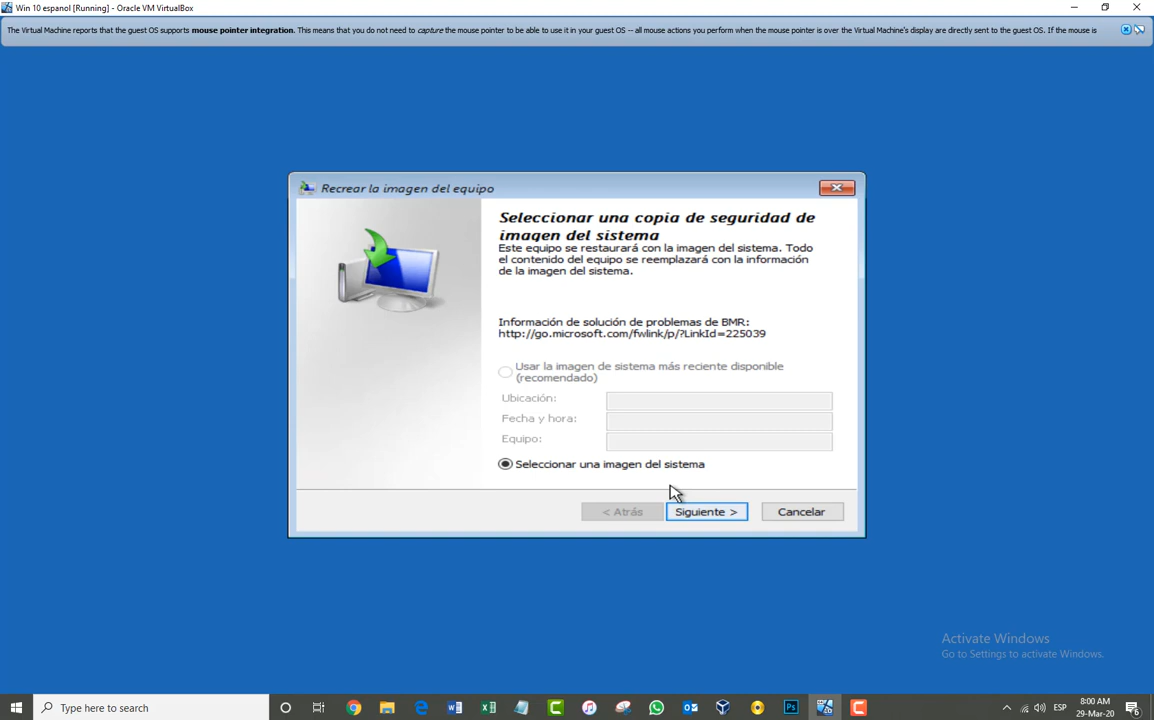 Win 10 espanol [Running] - Oracle VM VirtualBox
The Virtual Machine reports that the guest OS supports mouse pointer integration. This means that you do not need to capture the mouse pointer to be able to use it in your guest OS -- all mouse actions you perform when the mouse pointer is over the Virtual Machine's display are directly sent to the guest OS. If the mouse is
Recrear la imagen del equipo
Seleccionar una copia de seguridad de
imagen del sistema
Este equipo se restaurará con la imagen del sistema. Todo
el contenido del equipo se reemplazará con la información
de la imagen del sistema.
Información de solución de problemas de BMR:
http://go.microsoft.com/fwlink/p/?LinkId=225039
Usar la imagen de sistema más reciente disponible
(recomendado)
Ubicación:
Fecha y hora:
Equipo:
Seleccionar una imagen del sistema
< Atrás
Siguiente >
Cancelar
Activate Windows
Go to Settings to activate Windows.
Type here to search
ESP
8:00 AM
29-Mar-20
6